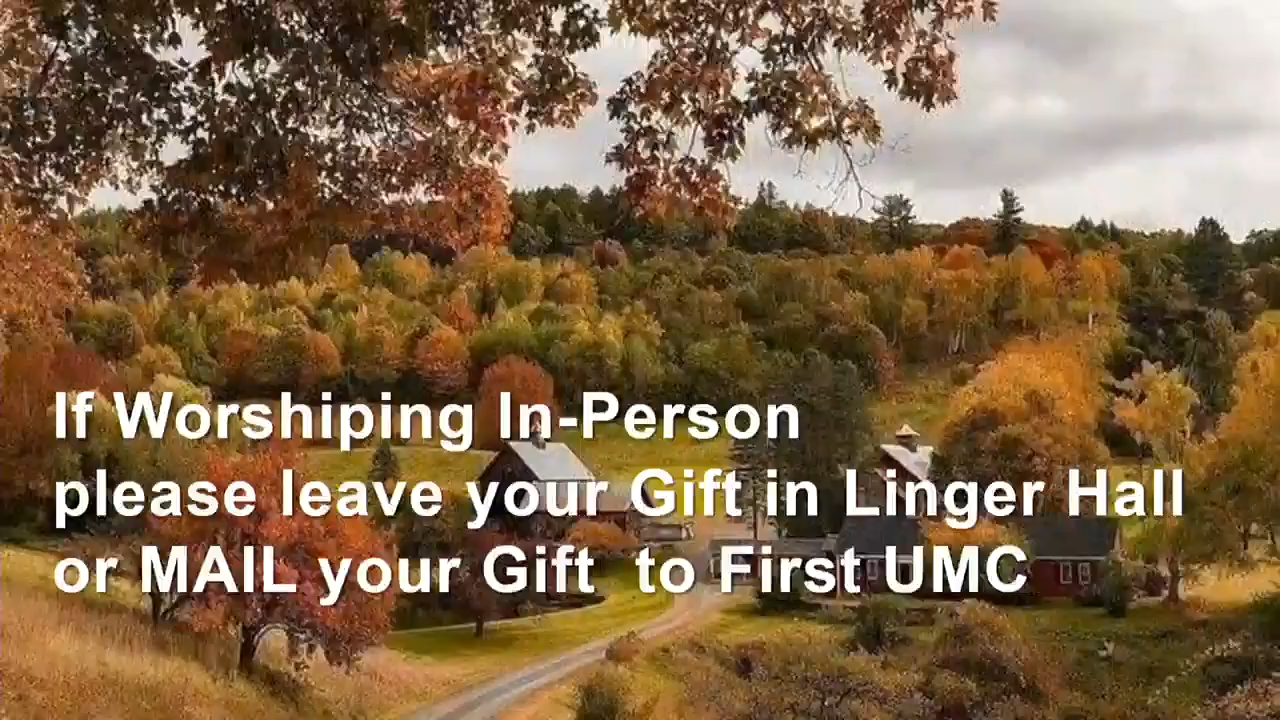 If Worshiping In-Person
please leave your Gift in Linger Hall
or MAIL your Gift  to First UMC